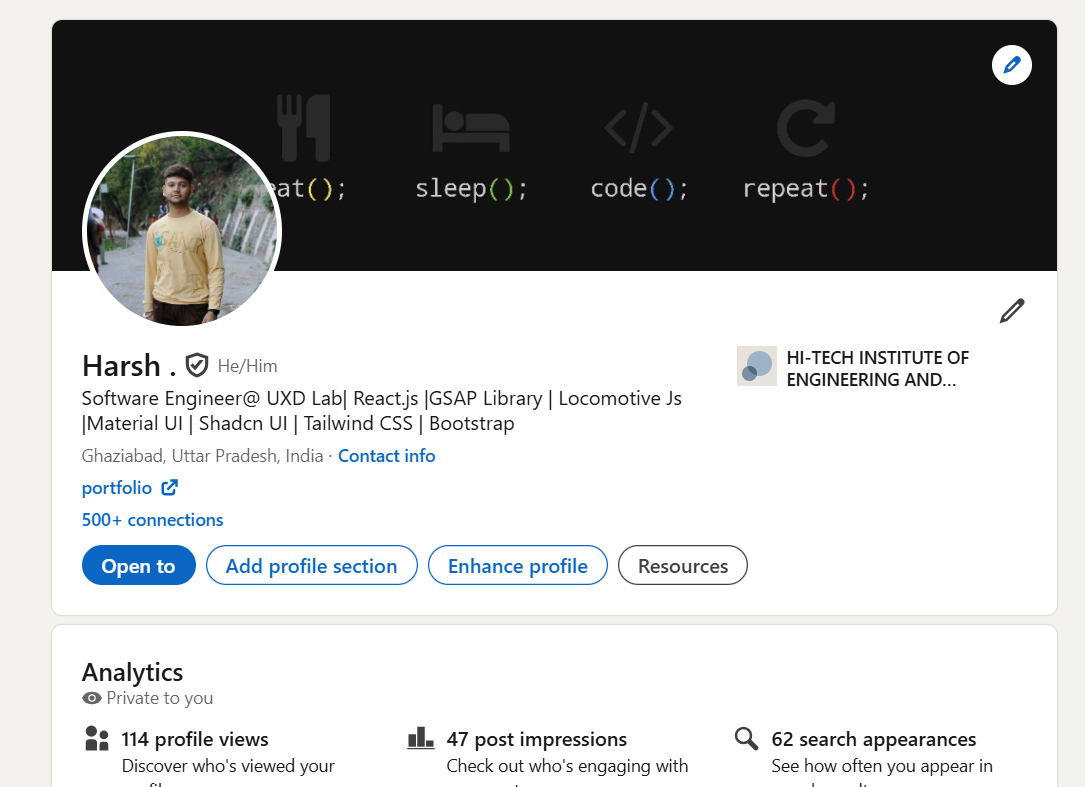 eat();
sleep();
code();
repeat();
Harsh . He/Him
Software Engineer@ UXD Lab| React.js |GSAP Library | Locomotive Js
|Material UI | Shadcn UI | Tailwind CSS | Bootstrap
Ghaziabad, Uttar Pradesh, India · Contact info
portfolio
500+ connections
HI-TECH INSTITUTE OF
ENGINEERING AND...
Open to
Add profile section
Enhance profile
Resources
Analytics
Private to you
114 profile views
Discover who's viewed your
47 post impressions
Check out who's engaging with
62 search appearances
See how often you appear in